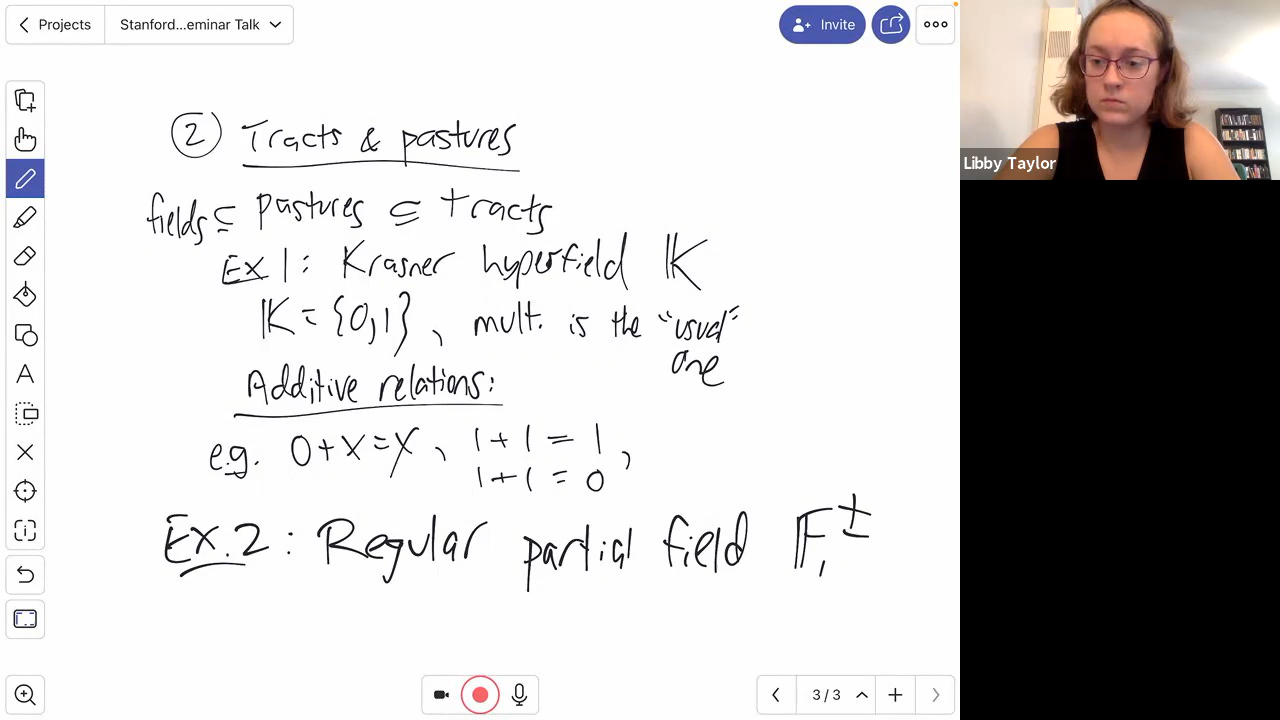 Projects
Stanford...eminar Talk
Invite
② Tracts & pastures
fields ⊆ pastures ⊆ tracts
Ex 1: Krasner hyperfield 𝕂
𝕂 = {0,1}, mult. is the "usual"
one
Additive relations:
e.g. 0+x=x, 1+1=1,
1+1=0
Ex.2: Regular partial field 𝔽₁^±
Libby Taylor
A
3/3